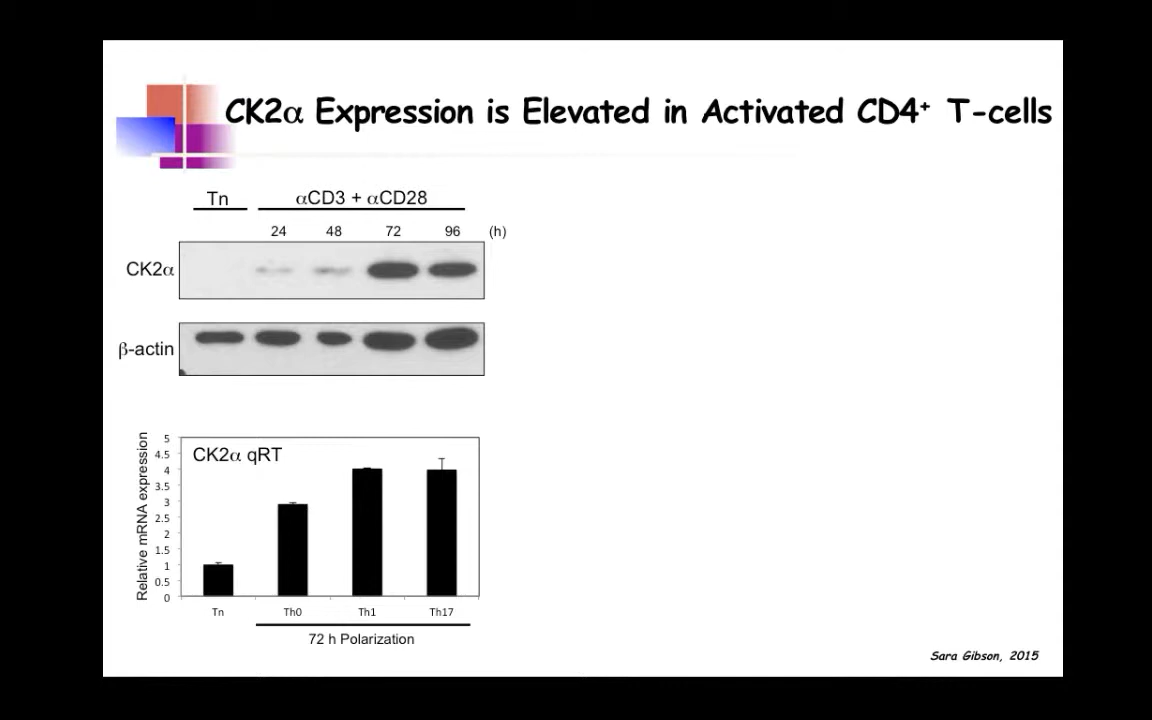 CK2α Expression is Elevated in Activated CD4⁺ T-cells
Tn αCD3 + αCD28
24 48 72 96 (h)
CK2α
β-actin
Relative mRNA expression
CK2α qRT
5
4.5
4
3.5
3
2.5
2
1.5
1
0.5
0
Tn Th0 Th1 Th17
72 h Polarization
Sara Gibson, 2015